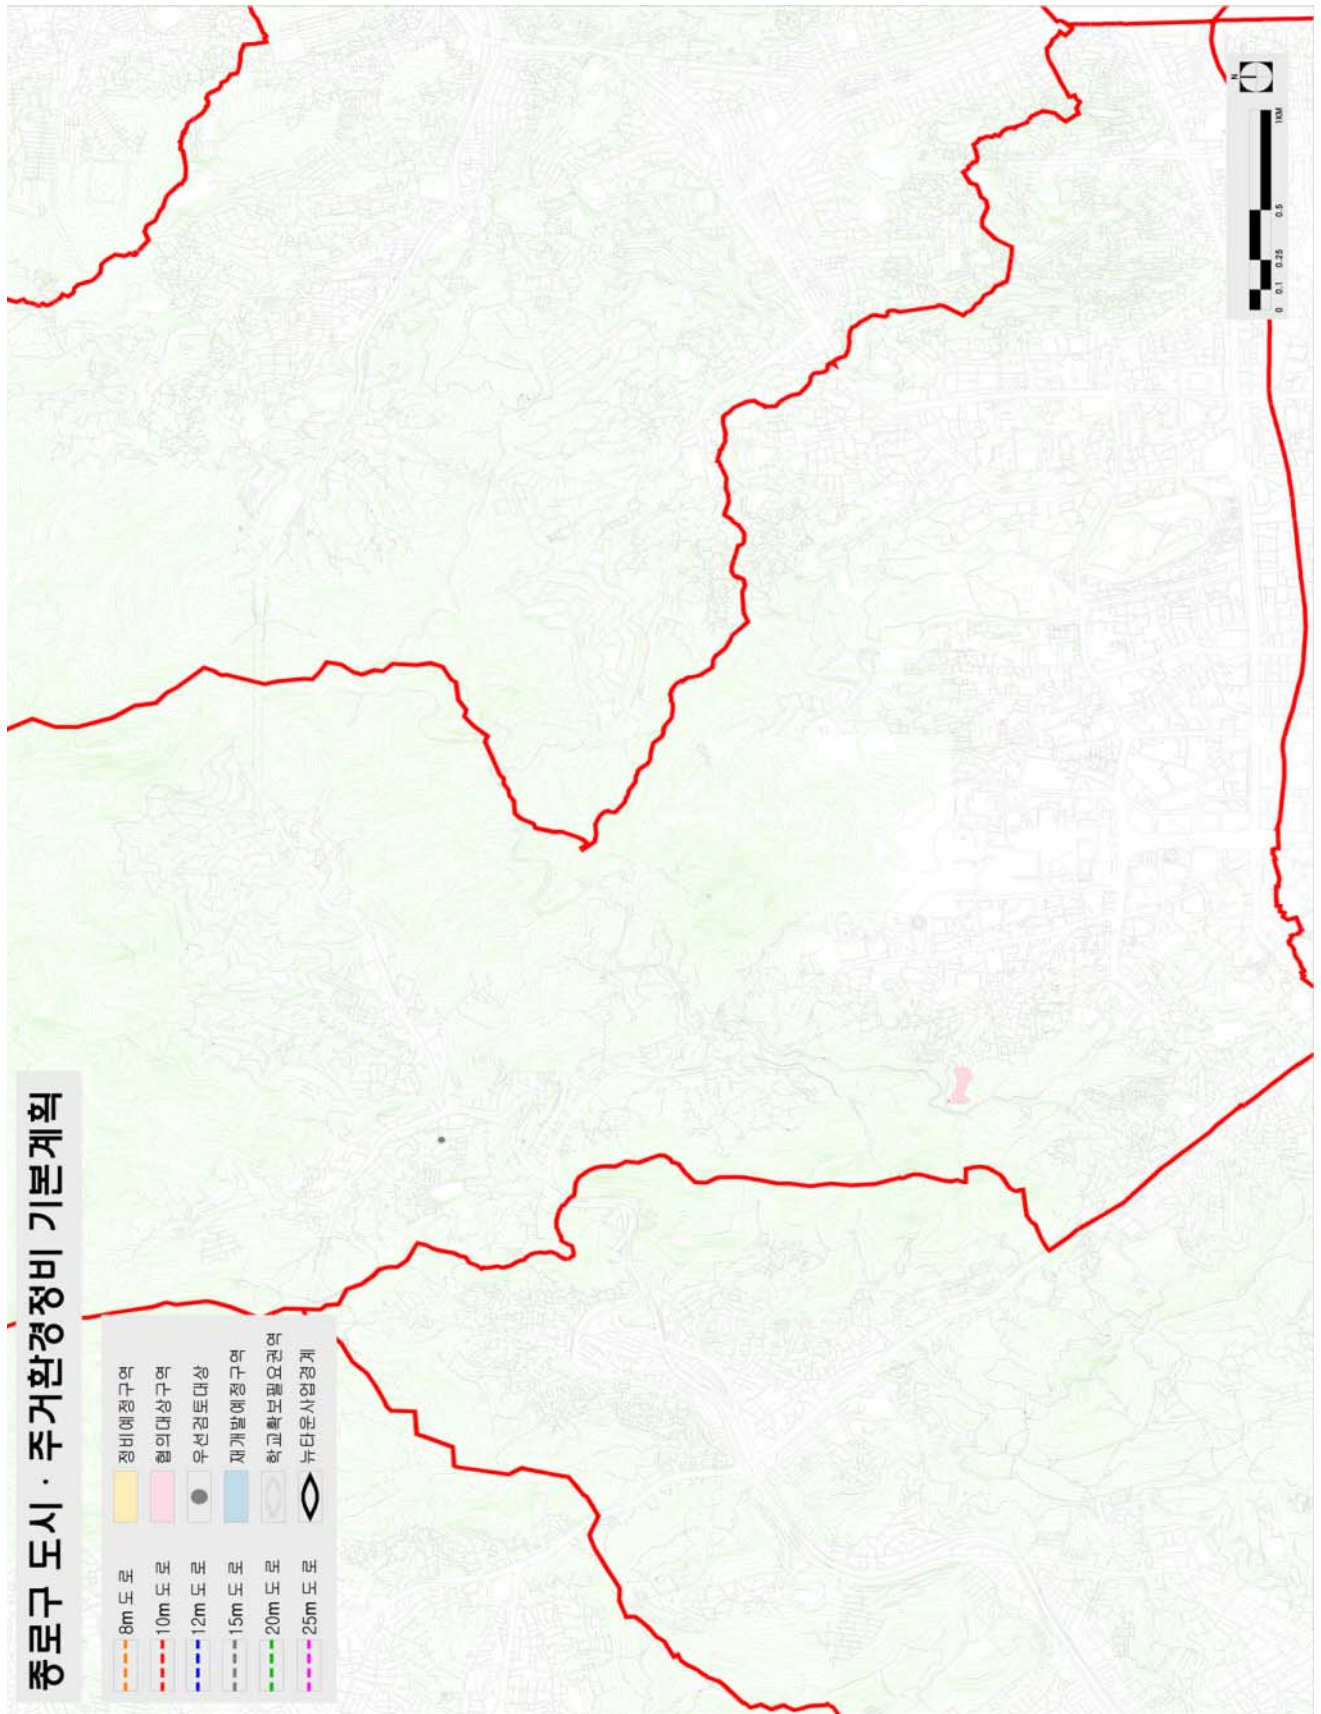 종로구 도시 · 주거환경정비 기본계획
8m 도로
정비예정구역
10m 도로
협의대상구역
12m 도로
우선검토대상
15m 도로
재개발예정구역
20m 도로
학교확보필요권역
25m 도로
뉴타운사업경계
N
0 0.1 0.25 0.5 1KM